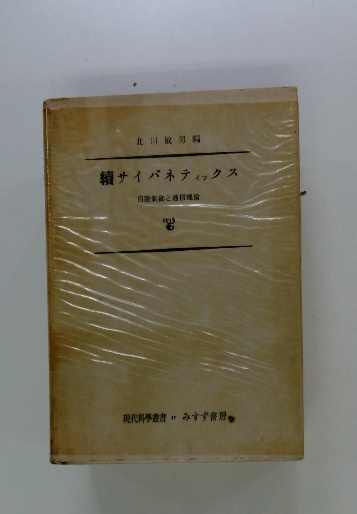 北川敏男編
續サイバネティックス
自動制御と通信理論
現代科學叢書 〃 みすず書房